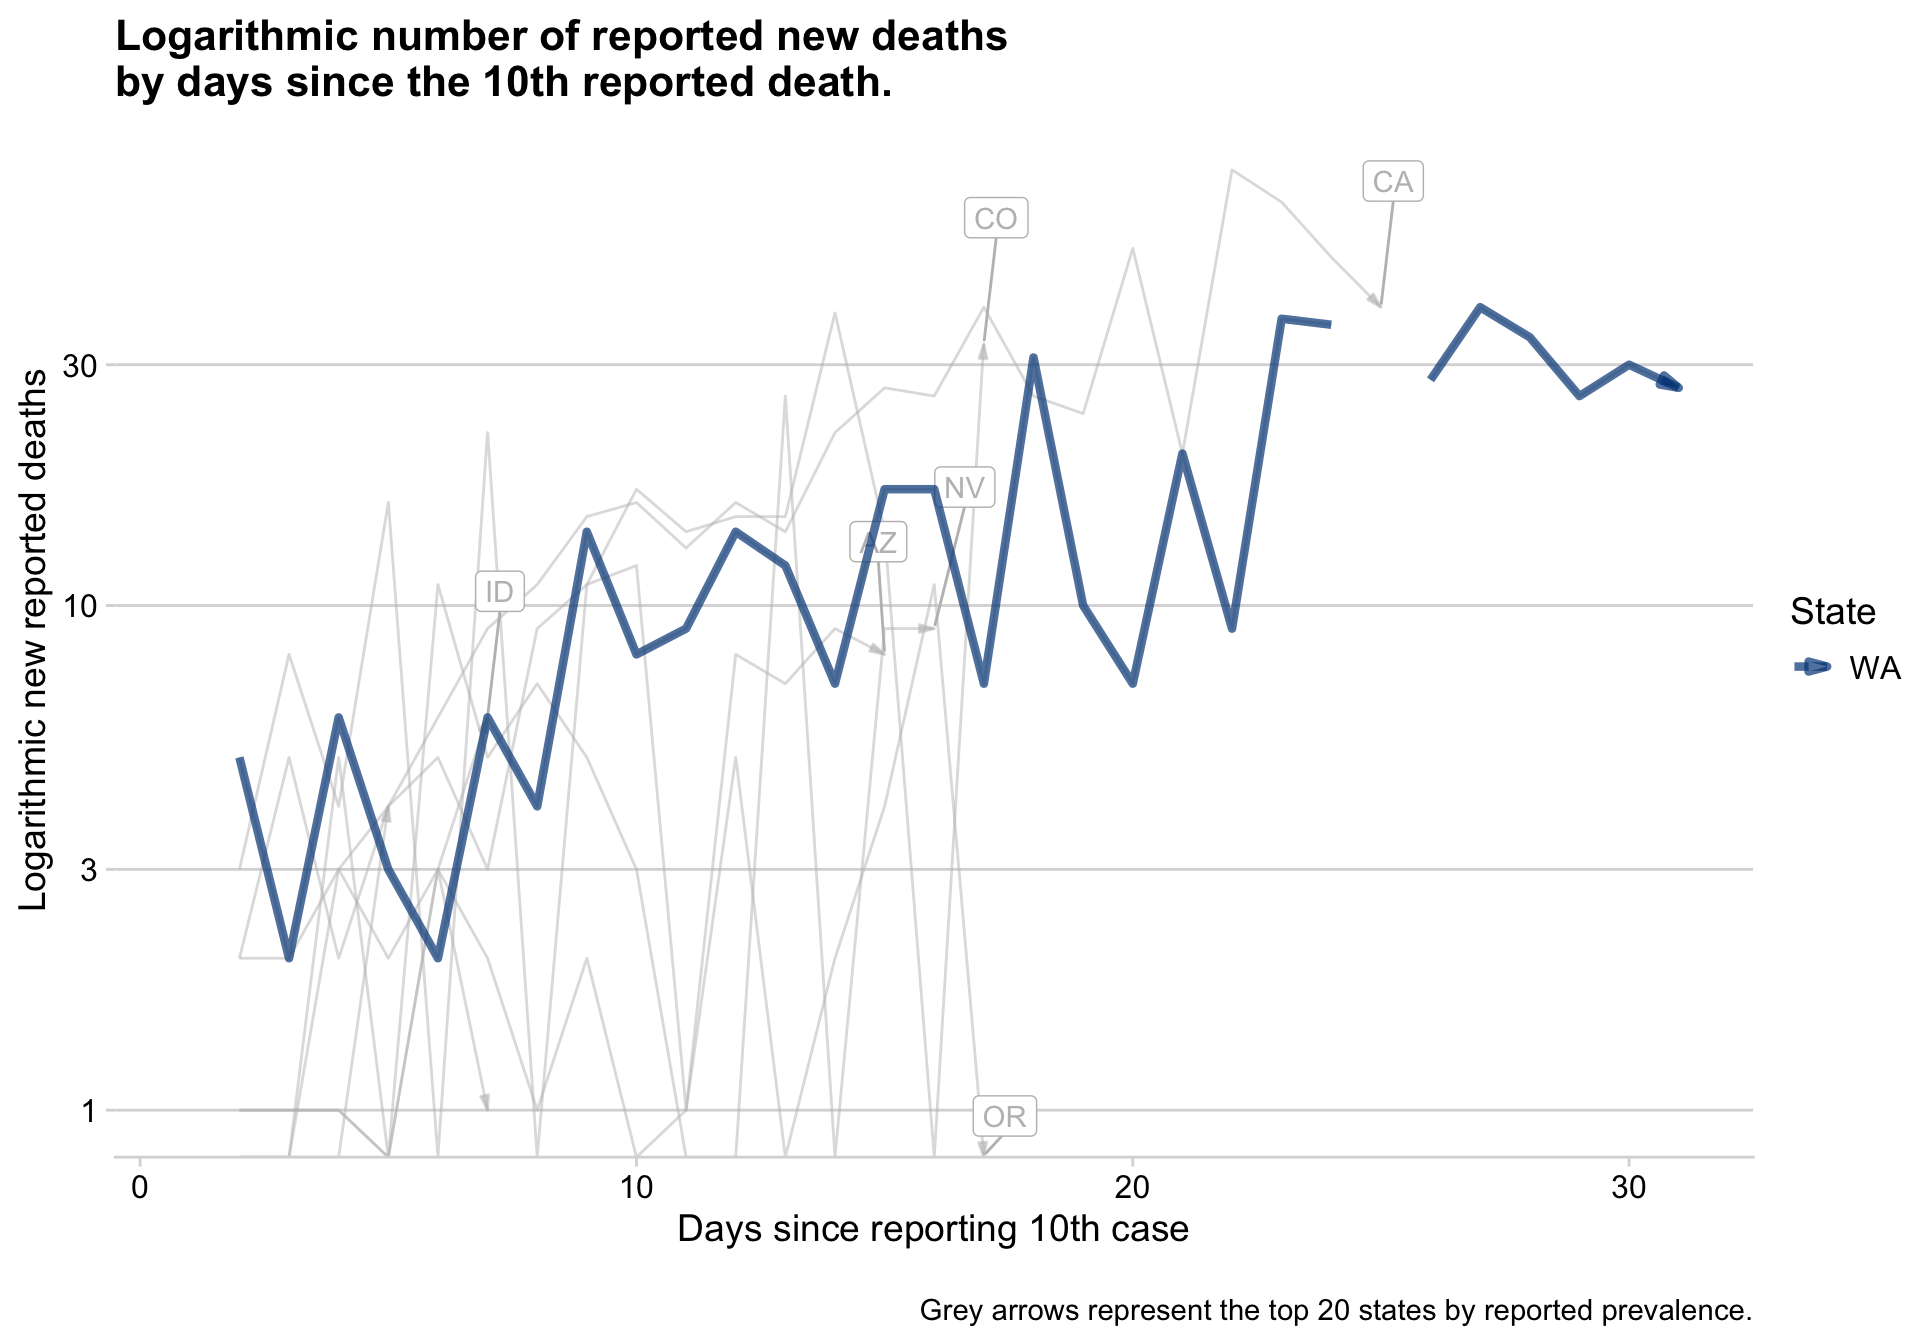 Logarithmic number of reported new deaths
by days since the 10th reported death.
CA
CO
30
NV
AZ
ID
10
3
1
OR
Logarithmic new reported deaths
State
WA
0
10
20
30
Days since reporting 10th case
Grey arrows represent the top 20 states by reported prevalence.